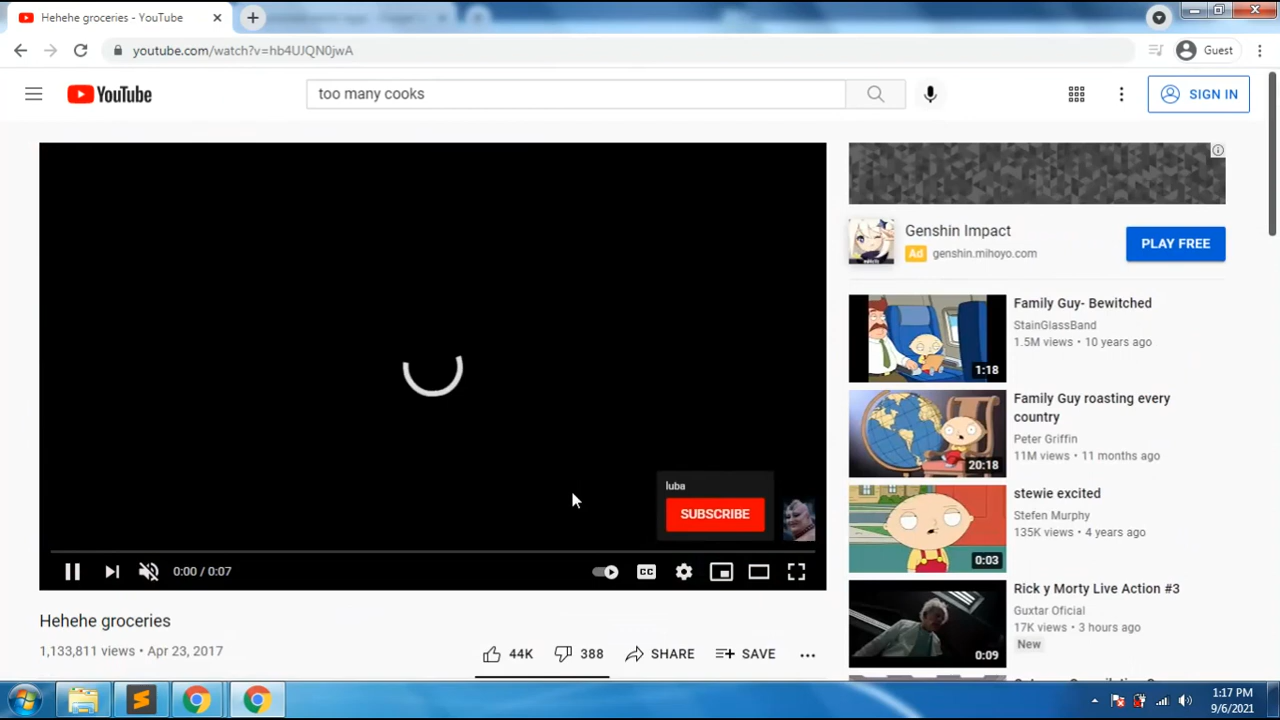 Hehehe groceries - YouTube
youtube.com/watch?v=hb4UJQN0jwA
Guest
YouTube
too many cooks
SIGN IN
Genshin Impact
Ad genshin.mihoyo.com
PLAY FREE
Family Guy- Bewitched
StainGlassBand
1.5M views • 10 years ago
1:18
Family Guy roasting every
country
Peter Griffin
11M views • 11 months ago
20:18
stewie excited
Stefen Murphy
135K views • 4 years ago
0:03
Rick y Morty Live Action #3
Guxtar Oficial
17K views • 3 hours ago
New
0:09
luba
SUBSCRIBE
0:00 / 0:07
CC
Hehehe groceries
1,133,811 views • Apr 23, 2017
44K
388
SHARE
SAVE
1:17 PM
9/6/2021